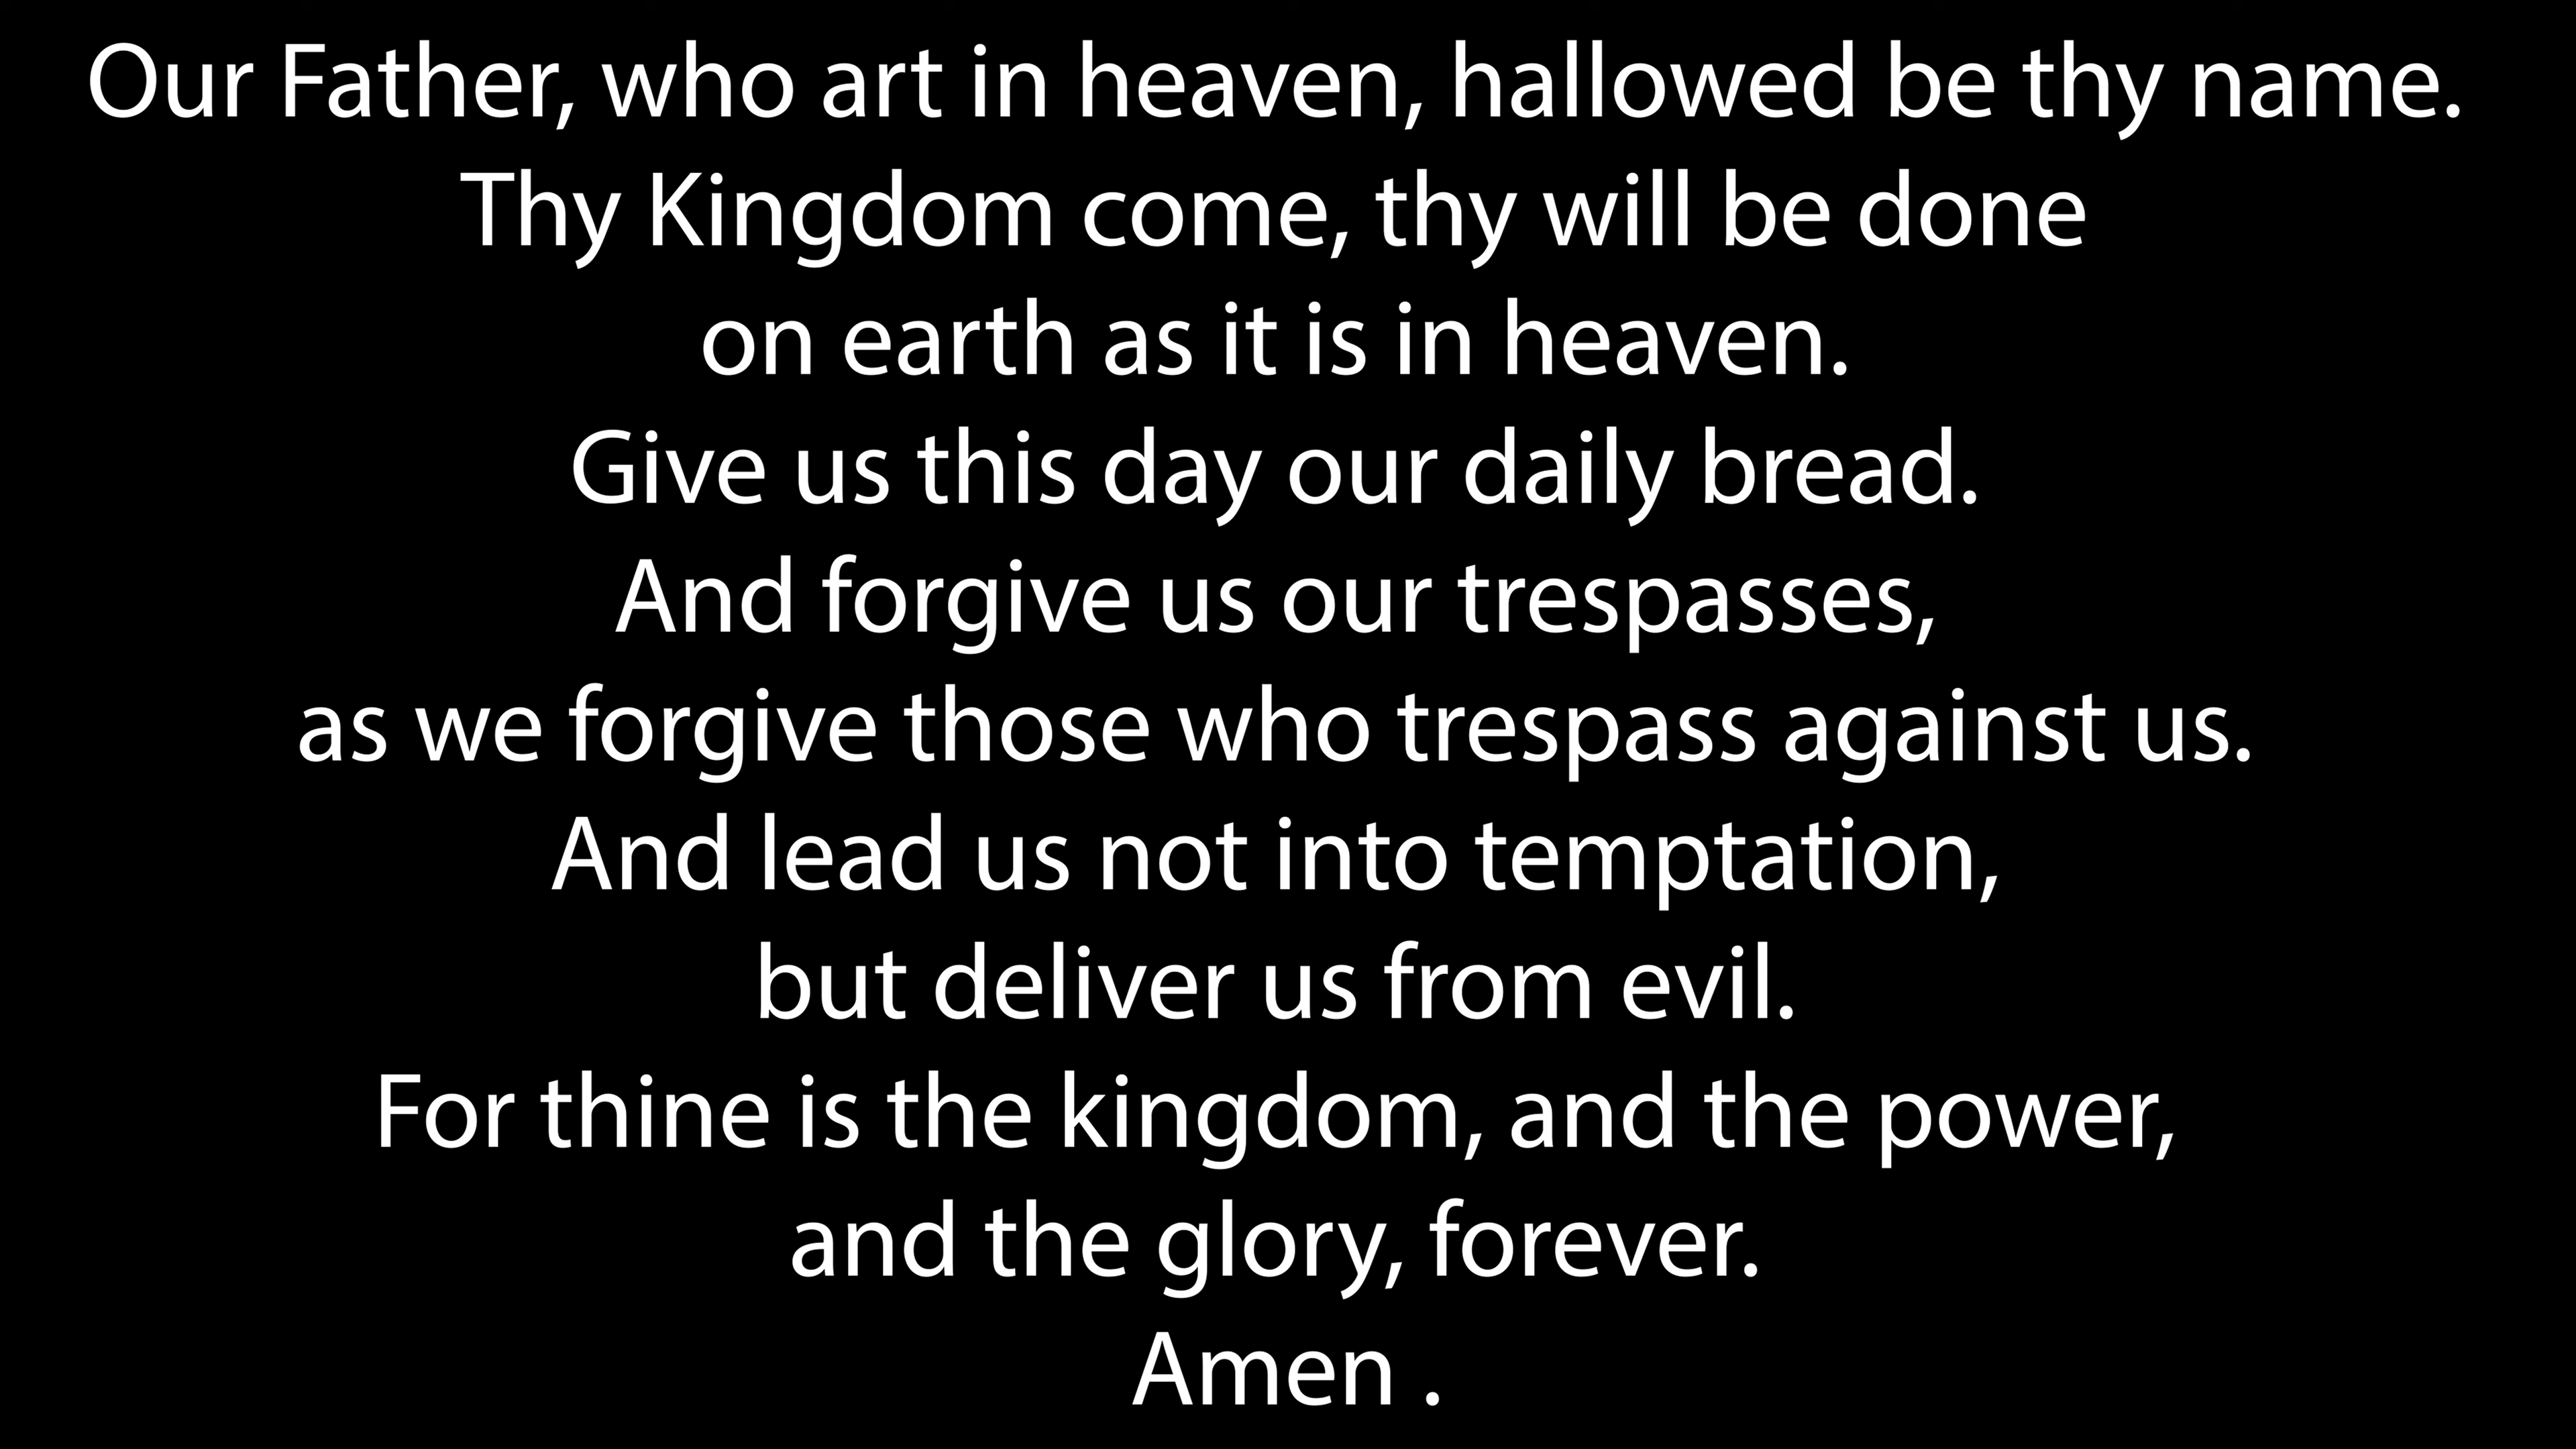 Our Father, who art in heaven, hallowed be thy name.
Thy Kingdom come, thy will be done
on earth as it is in heaven.
Give us this day our daily bread.
And forgive us our trespasses,
as we forgive those who trespass against us.
And lead us not into temptation,
but deliver us from evil.
For thine is the kingdom, and the power,
and the glory, forever.
Amen .